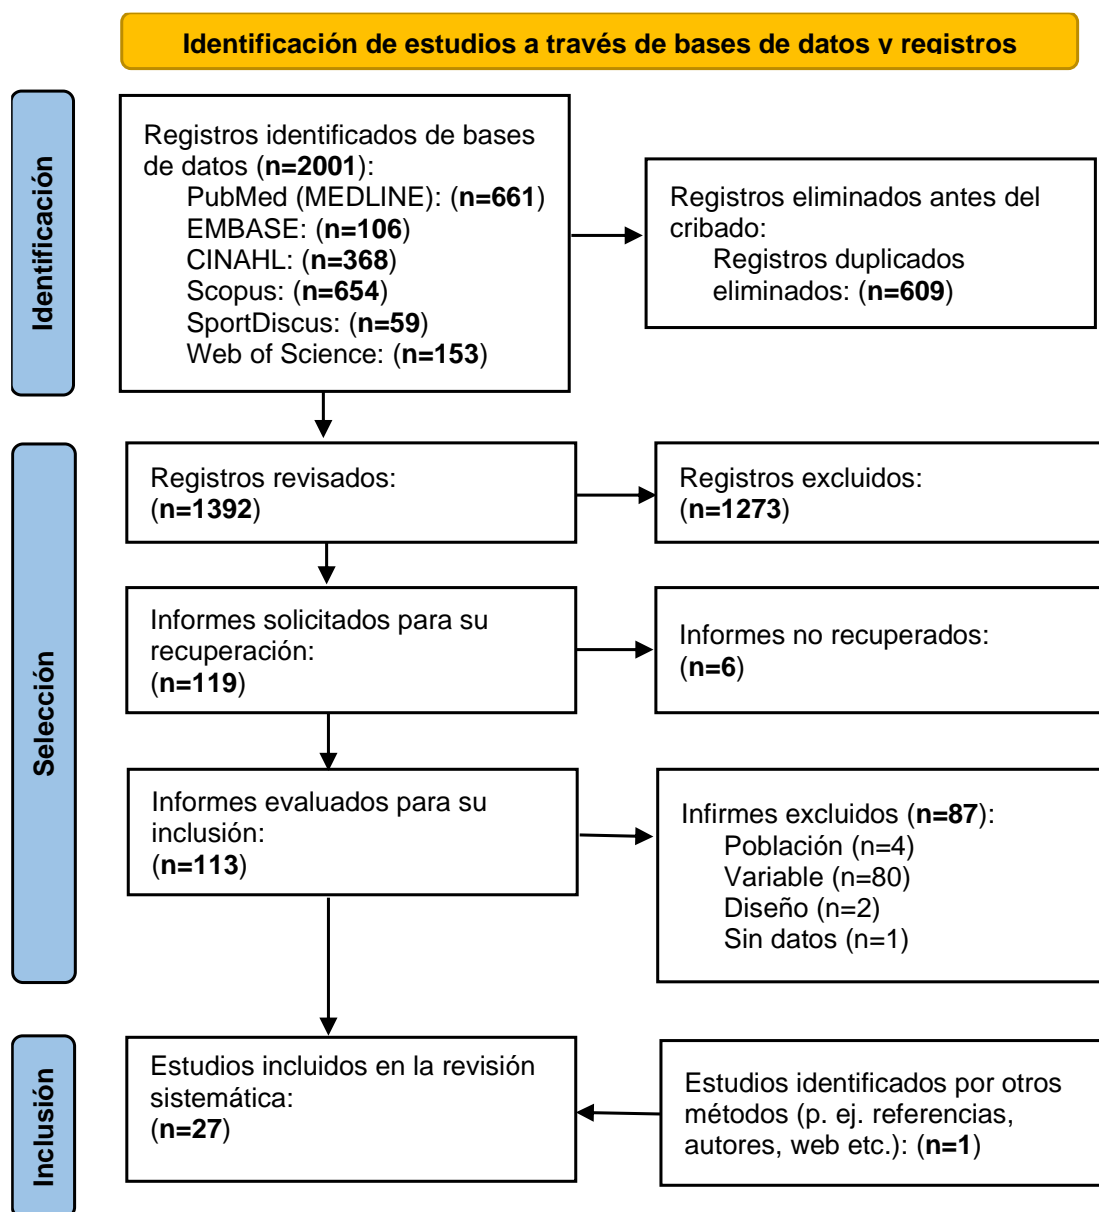 Identificación de estudios a través de bases de datos y registros
Identificación
Registros identificados de bases
de datos (n=2001):
PubMed (MEDLINE): (n=661)
EMBASE: (n=106)
CINAHL: (n=368)
Scopus: (n=654)
SportDiscus: (n=59)
Web of Science: (n=153)
Registros eliminados antes del
cribado:
Registros duplicados
eliminados: (n=609)
Selección
Registros revisados:
(n=1392)
Registros excluidos:
(n=1273)
Informes solicitados para su
recuperación:
(n=119)
Informes no recuperados:
(n=6)
Informes evaluados para su
inclusión:
(n=113)
Infirmes excluidos (n=87):
Población (n=4)
Variable (n=80)
Diseño (n=2)
Sin datos (n=1)
Inclusión
Estudios incluidos en la revisión
sistemática:
(n=27)
Estudios identificados por otros
métodos (p. ej. referencias,
autores, web etc.): (n=1)